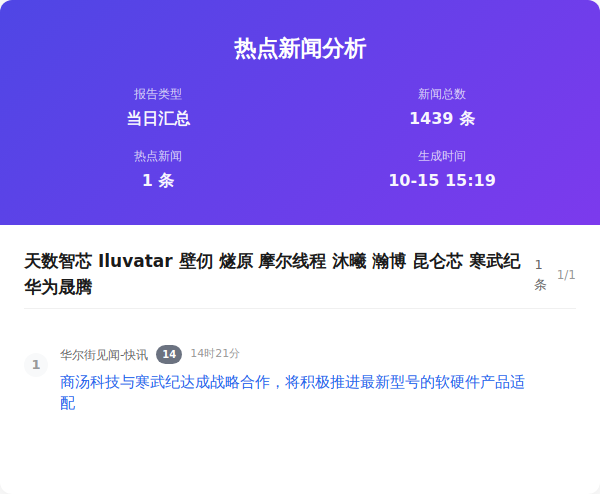 热点新闻分析
报告类型
新闻总数
当日汇总
1439 条
热点新闻
生成时间
1 条
10-15 15:19
天数智芯 Iluvatar 壁仞 燧原 摩尔线程 沐曦 瀚博 昆仑芯 寒武纪
华为晟腾
1
条
1/1
1
华尔街见闻-快讯 14 14时21分
商汤科技与寒武纪达成战略合作，将积极推进最新型号的软硬件产品适
配